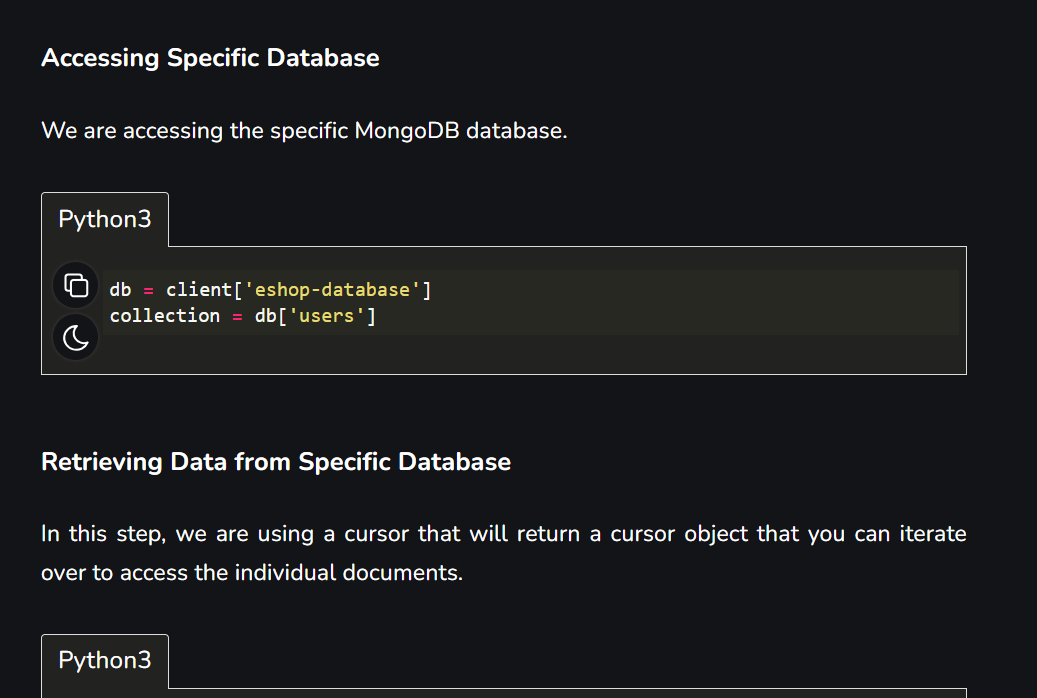 Accessing Specific Database
We are accessing the specific MongoDB database.
Python3
db = client['eshop-database']
collection = db['users']
Retrieving Data from Specific Database
In this step, we are using a cursor that will return a cursor object that you can iterate
over to access the individual documents.
Python3